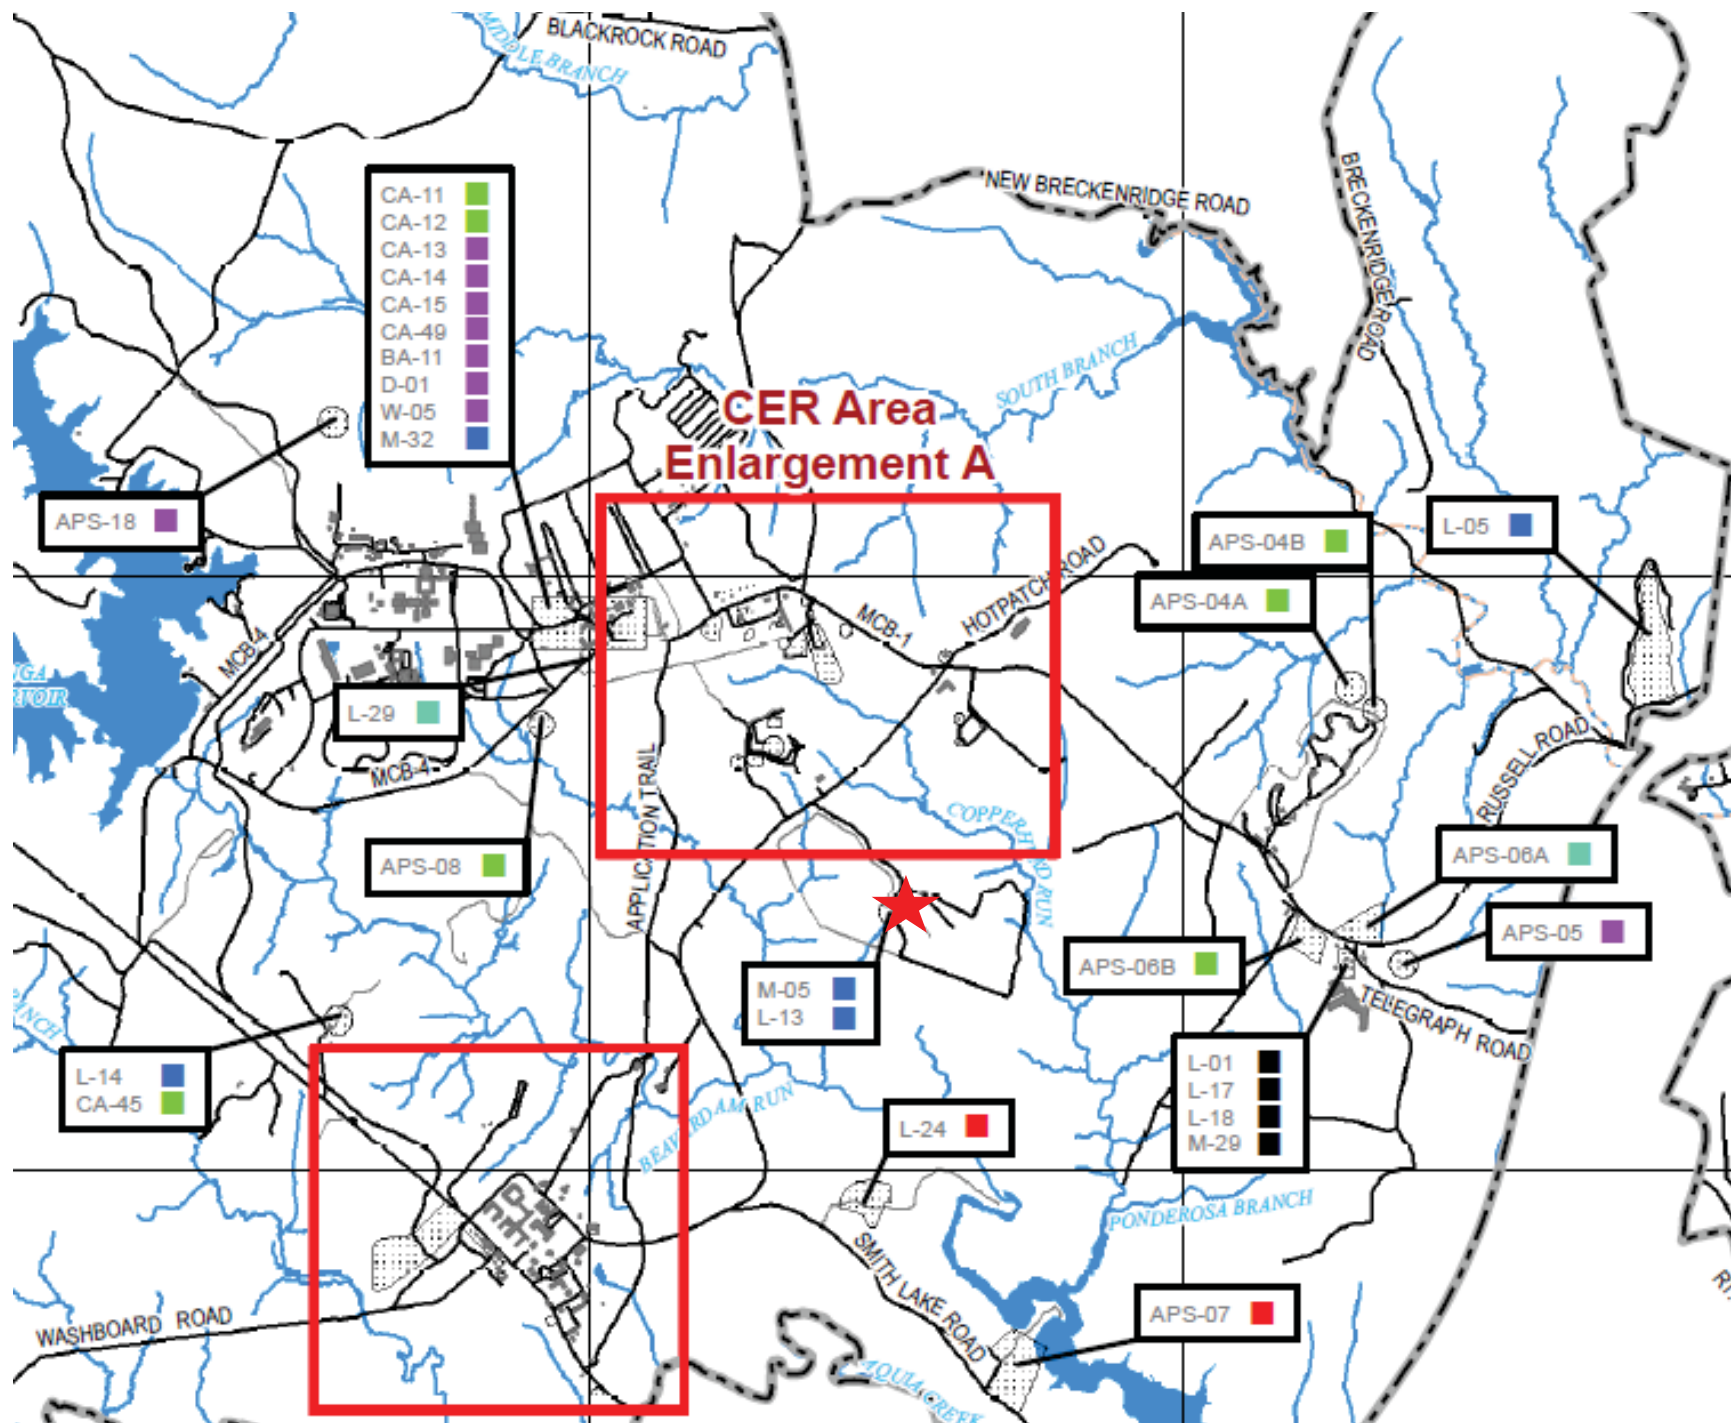 BLACKROCK ROAD
MIDDLE BRANCH
NEW BRECKENRIDGE ROAD
BRECKENRIDGE ROAD
CA-11
CA-12
CA-13
CA-14
CA-15
CA-49
BA-11
D-01
W-05
M-32
SOUTH BRANCH
CER Area
Enlargement A
APS-18
APS-04B
L-05
APS-04A
HOTPATCH ROAD
MCB-1
MCB-4
NGA
RVOIR
L-29
MCB-4
RUSSELL ROAD
APPLICATION TRAIL
COPPERHEAD RUN
APS-08
APS-06A
APS-05
APS-06B
M-05
L-13
TELEGRAPH ROAD
RANCH
L-14
CA-45
L-01
L-17
L-18
M-29
BEAVERDAM RUN
L-24
PONDEROSA BRANCH
SMITH LAKE ROAD
APS-07
WASHBOARD ROAD
AQUIA CREEK